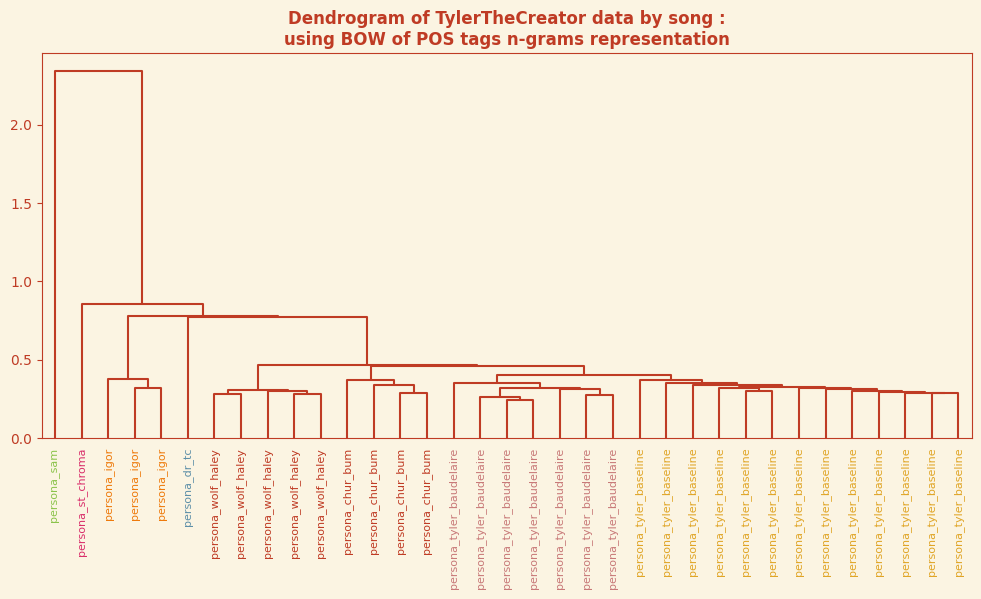 Dendrogram of TylerTheCreator data by song :
using BOW of POS tags n-grams representation
2.0
1.5
1.0
0.5
0.0
persona_sam
persona_st_chroma
persona_igor
persona_igor
persona_igor
persona_dr_tc
persona_wolf_haley
persona_wolf_haley
persona_wolf_haley
persona_wolf_haley
persona_wolf_haley
persona_chur_bum
persona_chur_bum
persona_chur_bum
persona_chur_bum
persona_tyler_baudelaire
persona_tyler_baudelaire
persona_tyler_baudelaire
persona_tyler_baudelaire
persona_tyler_baudelaire
persona_tyler_baudelaire
persona_tyler_baudelaire
persona_tyler_baseline
persona_tyler_baseline
persona_tyler_baseline
persona_tyler_baseline
persona_tyler_baseline
persona_tyler_baseline
persona_tyler_baseline
persona_tyler_baseline
persona_tyler_baseline
persona_tyler_baseline
persona_tyler_baseline
persona_tyler_baseline
persona_tyler_baseline